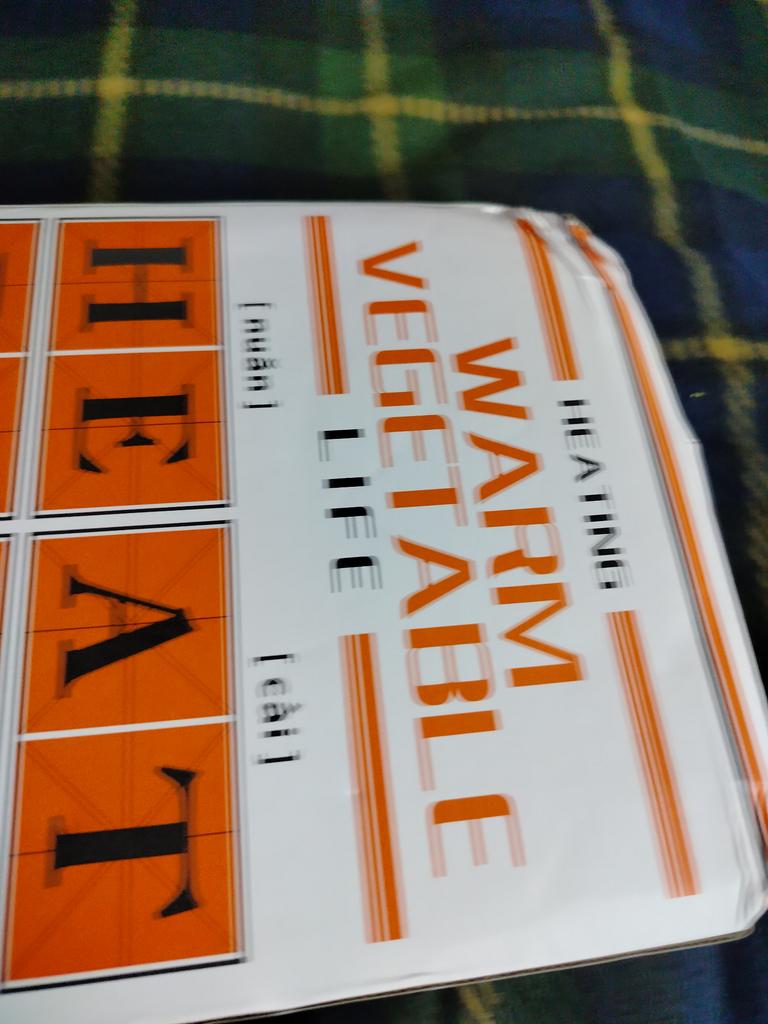 HEATING
WARM
VEGETABLE
LIFE
[nuǎn] [cài]
HEAT